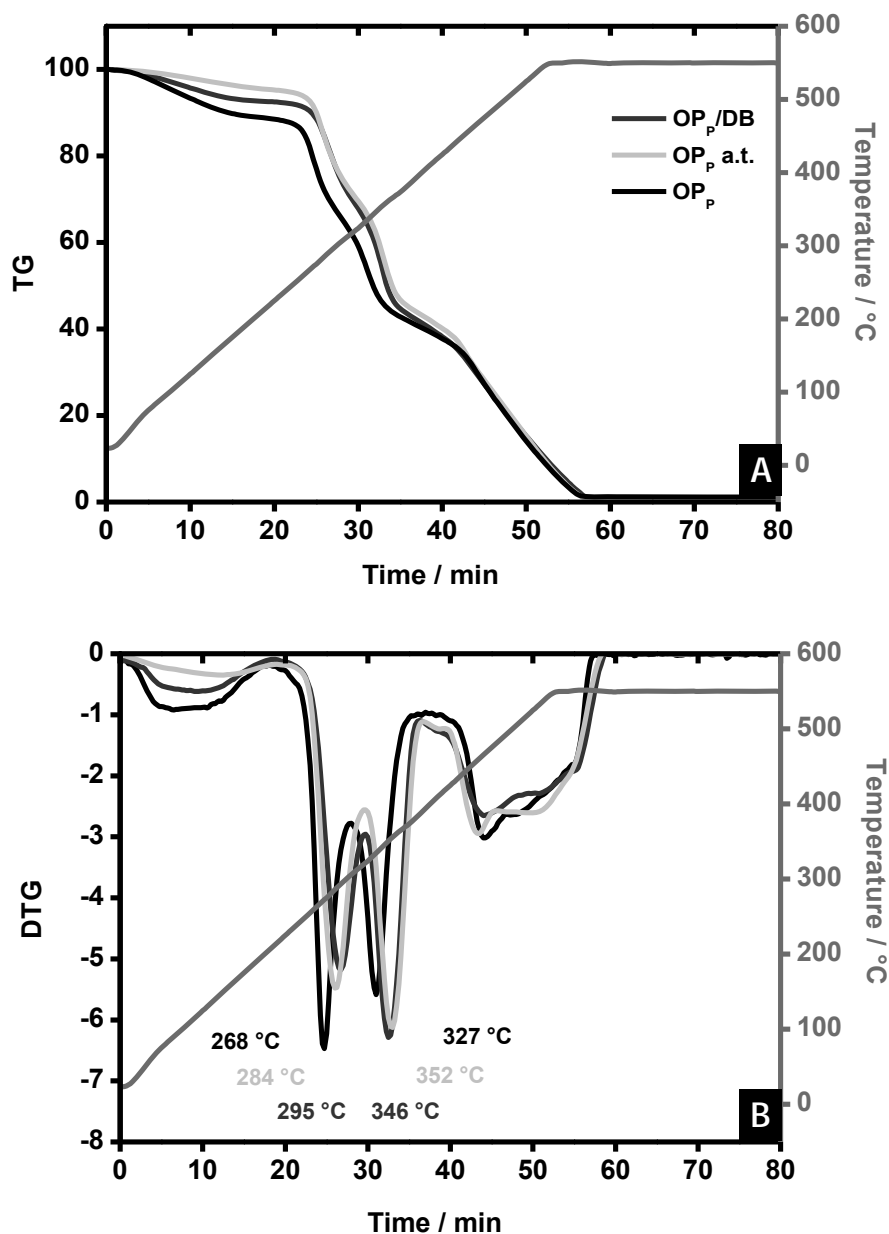 600
100
500
OPP/DB
OPP a.t.
OPP
80
400
60
300
40
200
20
100
0
0
A
0 10 20 30 40 50 60 70 80
Time / min
TG
Temperature / °C
0
600
-1
500
-2
400
-3
300
-4
-5
200
-6
268 °C
327 °C
100
284 °C
352 °C
-7
0
295 °C
346 °C
-8
B
0 10 20 30 40 50 60 70 80
Time / min
DTG
Temperature / °C